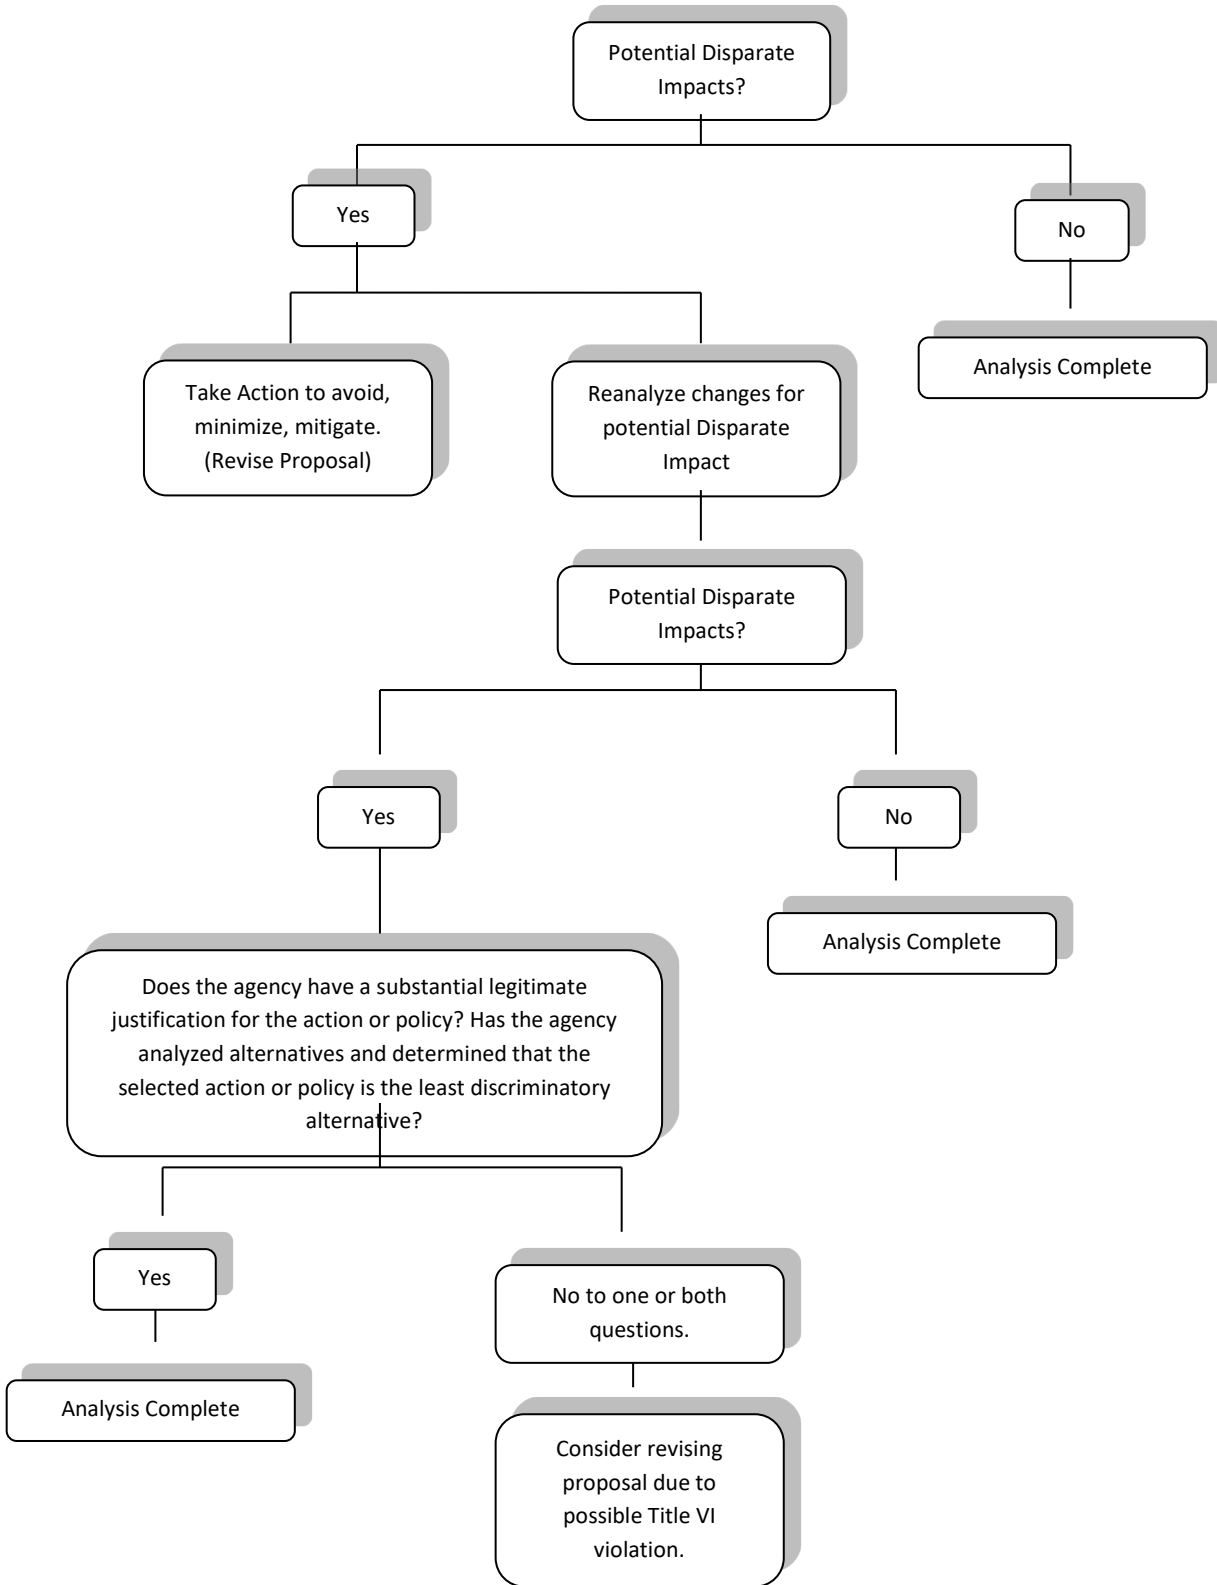 Potential Disparate
Impacts?
Yes
No
Analysis Complete
Take Action to avoid,
minimize, mitigate.
(Revise Proposal)
Reanalyze changes for
potential Disparate
Impact
Potential Disparate
Impacts?
Yes
No
Analysis Complete
Does the agency have a substantial legitimate
justification for the action or policy? Has the agency
analyzed alternatives and determined that the
selected action or policy is the least discriminatory
alternative?
Yes
No to one or both
questions.
Analysis Complete
Consider revising
proposal due to
possible Title VI
violation.